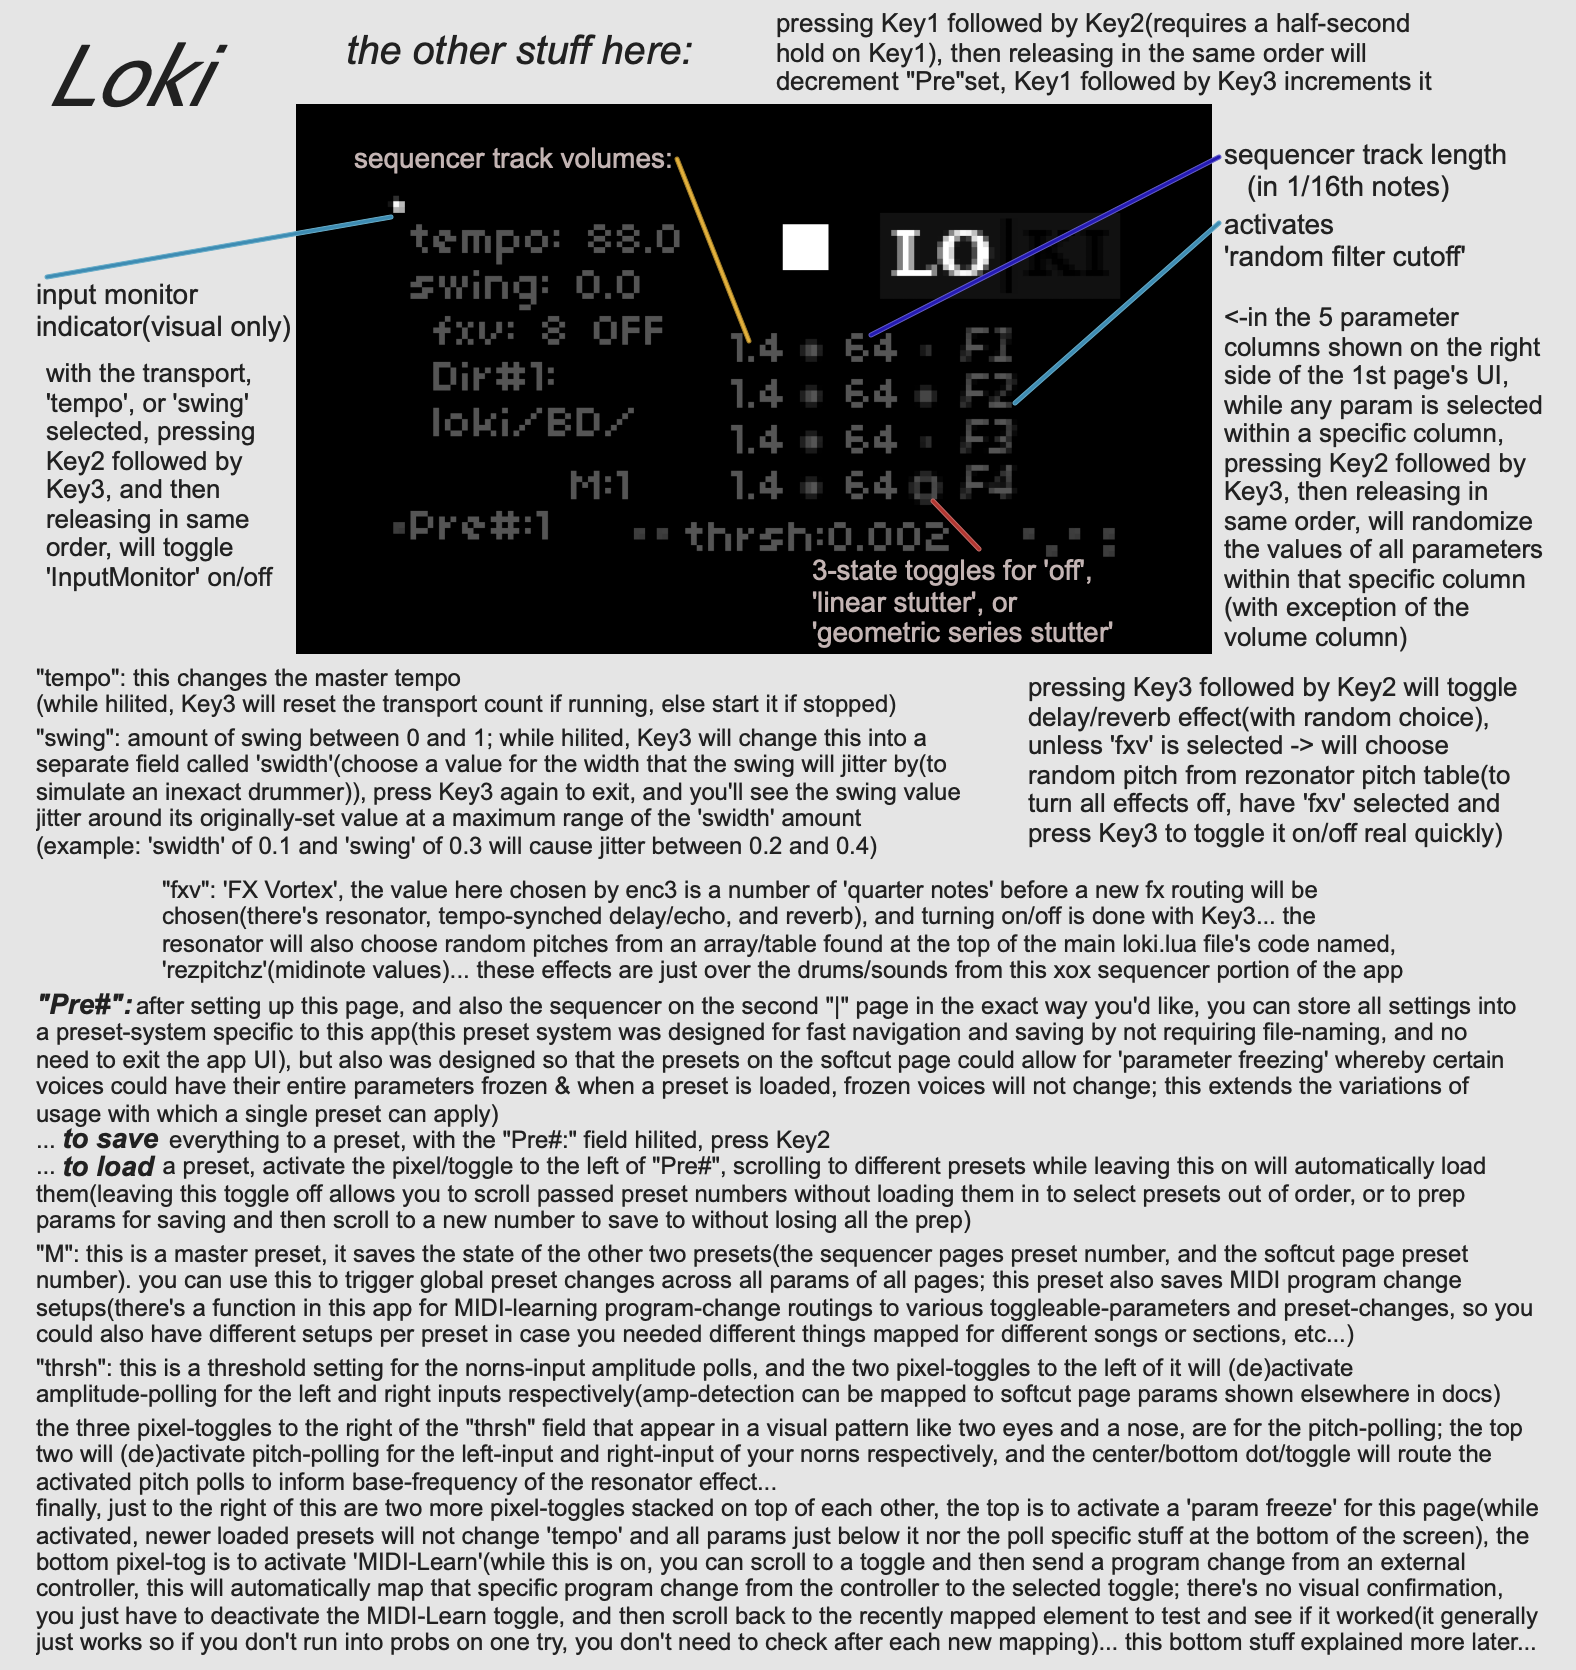 Loki
the other stuff here:
pressing Key1 followed by Key2(requires a half-second
hold on Key1), then releasing in the same order will
decrement "Pre"set, Key1 followed by Key3 increments it
sequencer track volumes:
sequencer track length
(in 1/16th notes)
activates
'random filter cutoff'
input monitor
indicator(visual only)
with the transport,
'tempo', or 'swing'
selected, pressing
Key2 followed by
Key3, and then
releasing in same
order, will toggle
'InputMonitor' on/off
tempo: 88.0
swing: 0.0
fxv: 8 OFF
Dir#1:
loki/BD/
M:1
Pre#:1
LO|KI
1.4 64 F1
1.4 64 F2
1.4 64 F3
1.4 64 F4
thrsh:0.002
3-state toggles for 'off',
'linear stutter', or
'geometric series stutter'
<-in the 5 parameter
columns shown on the right
side of the 1st page's UI,
while any param is selected
within a specific column,
pressing Key2 followed by
Key3, then releasing in
same order, will randomize
the values of all parameters
within that specific column
(with exception of the
volume column)
"tempo": this changes the master tempo
(while hilited, Key3 will reset the transport count if running, else start it if stopped)
"swing": amount of swing between 0 and 1; while hilited, Key3 will change this into a
separate field called 'swidth'(choose a value for the width that the swing will jitter by(to
simulate an inexact drummer)), press Key3 again to exit, and you'll see the swing value
jitter around its originally-set value at a maximum range of the 'swidth' amount
(example: 'swidth' of 0.1 and 'swing' of 0.3 will cause jitter between 0.2 and 0.4)
pressing Key3 followed by Key2 will toggle
delay/reverb effect(with random choice),
unless 'fxv' is selected -> will choose
random pitch from rezonator pitch table(to
turn all effects off, have 'fxv' selected and
press Key3 to toggle it on/off real quickly)
"fxv": 'FX Vortex', the value here chosen by enc3 is a number of 'quarter notes' before a new fx routing will be
chosen(there's resonator, tempo-synched delay/echo, and reverb), and turning on/off is done with Key3... the
resonator will also choose random pitches from an array/table found at the top of the main loki.lua file's code named,
'rezpitchz'(midinote values)... these effects are just over the drums/sounds from this xox sequencer portion of the app
"Pre#": after setting up this page, and also the sequencer on the second "|" page in the exact way you'd like, you can store all settings into
a preset-system specific to this app(this preset system was designed for fast navigation and saving by not requiring file-naming, and no
need to exit the app UI), but also was designed so that the presets on the softcut page could allow for 'parameter freezing' whereby certain
voices could have their entire parameters frozen & when a preset is loaded, frozen voices will not change; this extends the variations of
usage with which a single preset can apply)
... to save everything to a preset, with the "Pre#:" field hilited, press Key2
... to load a preset, activate the pixel/toggle to the left of "Pre#", scrolling to different presets while leaving this on will automatically load
them(leaving this toggle off allows you to scroll passed preset numbers without loading them in to select presets out of order, or to prep
params for saving and then scroll to a new number to save to without losing all the prep)
"M": this is a master preset, it saves the state of the other two presets(the sequencer pages preset number, and the softcut page preset
number). you can use this to trigger global preset changes across all params of all pages; this preset also saves MIDI program change
setups(there's a function in this app for MIDI-learning program-change routings to various toggleable-parameters and preset-changes, so you
could also have different setups per preset in case you needed different things mapped for different songs or sections, etc...)
"thrsh": this is a threshold setting for the norns-input amplitude polls, and the two pixel-toggles to the left of it will (de)activate
amplitude-polling for the left and right inputs respectively(amp-detection can be mapped to softcut page params shown elsewhere in docs)
the three pixel-toggles to the right of the "thrsh" field that appear in a visual pattern like two eyes and a nose, are for the pitch-polling; the top
two will (de)activate pitch-polling for the left-input and right-input of your norns respectively, and the center/bottom dot/toggle will route the
activated pitch polls to inform base-frequency of the resonator effect...
finally, just to the right of this are two more pixel-toggles stacked on top of each other, the top is to activate a 'param freeze' for this page(while
activated, newer loaded presets will not change 'tempo' and all params just below it nor the poll specific stuff at the bottom of the screen), the
bottom pixel-tog is to activate 'MIDI-Learn'(while this is on, you can scroll to a toggle and then send a program change from an external
controller, this will automatically map that specific program change from the controller to the selected toggle; there's no visual confirmation,
you just have to deactivate the MIDI-Learn toggle, and then scroll back to the recently mapped element to test and see if it worked(it generally
just works so if you don't run into probs on one try, you don't need to check after each new mapping)... this bottom stuff explained more later...